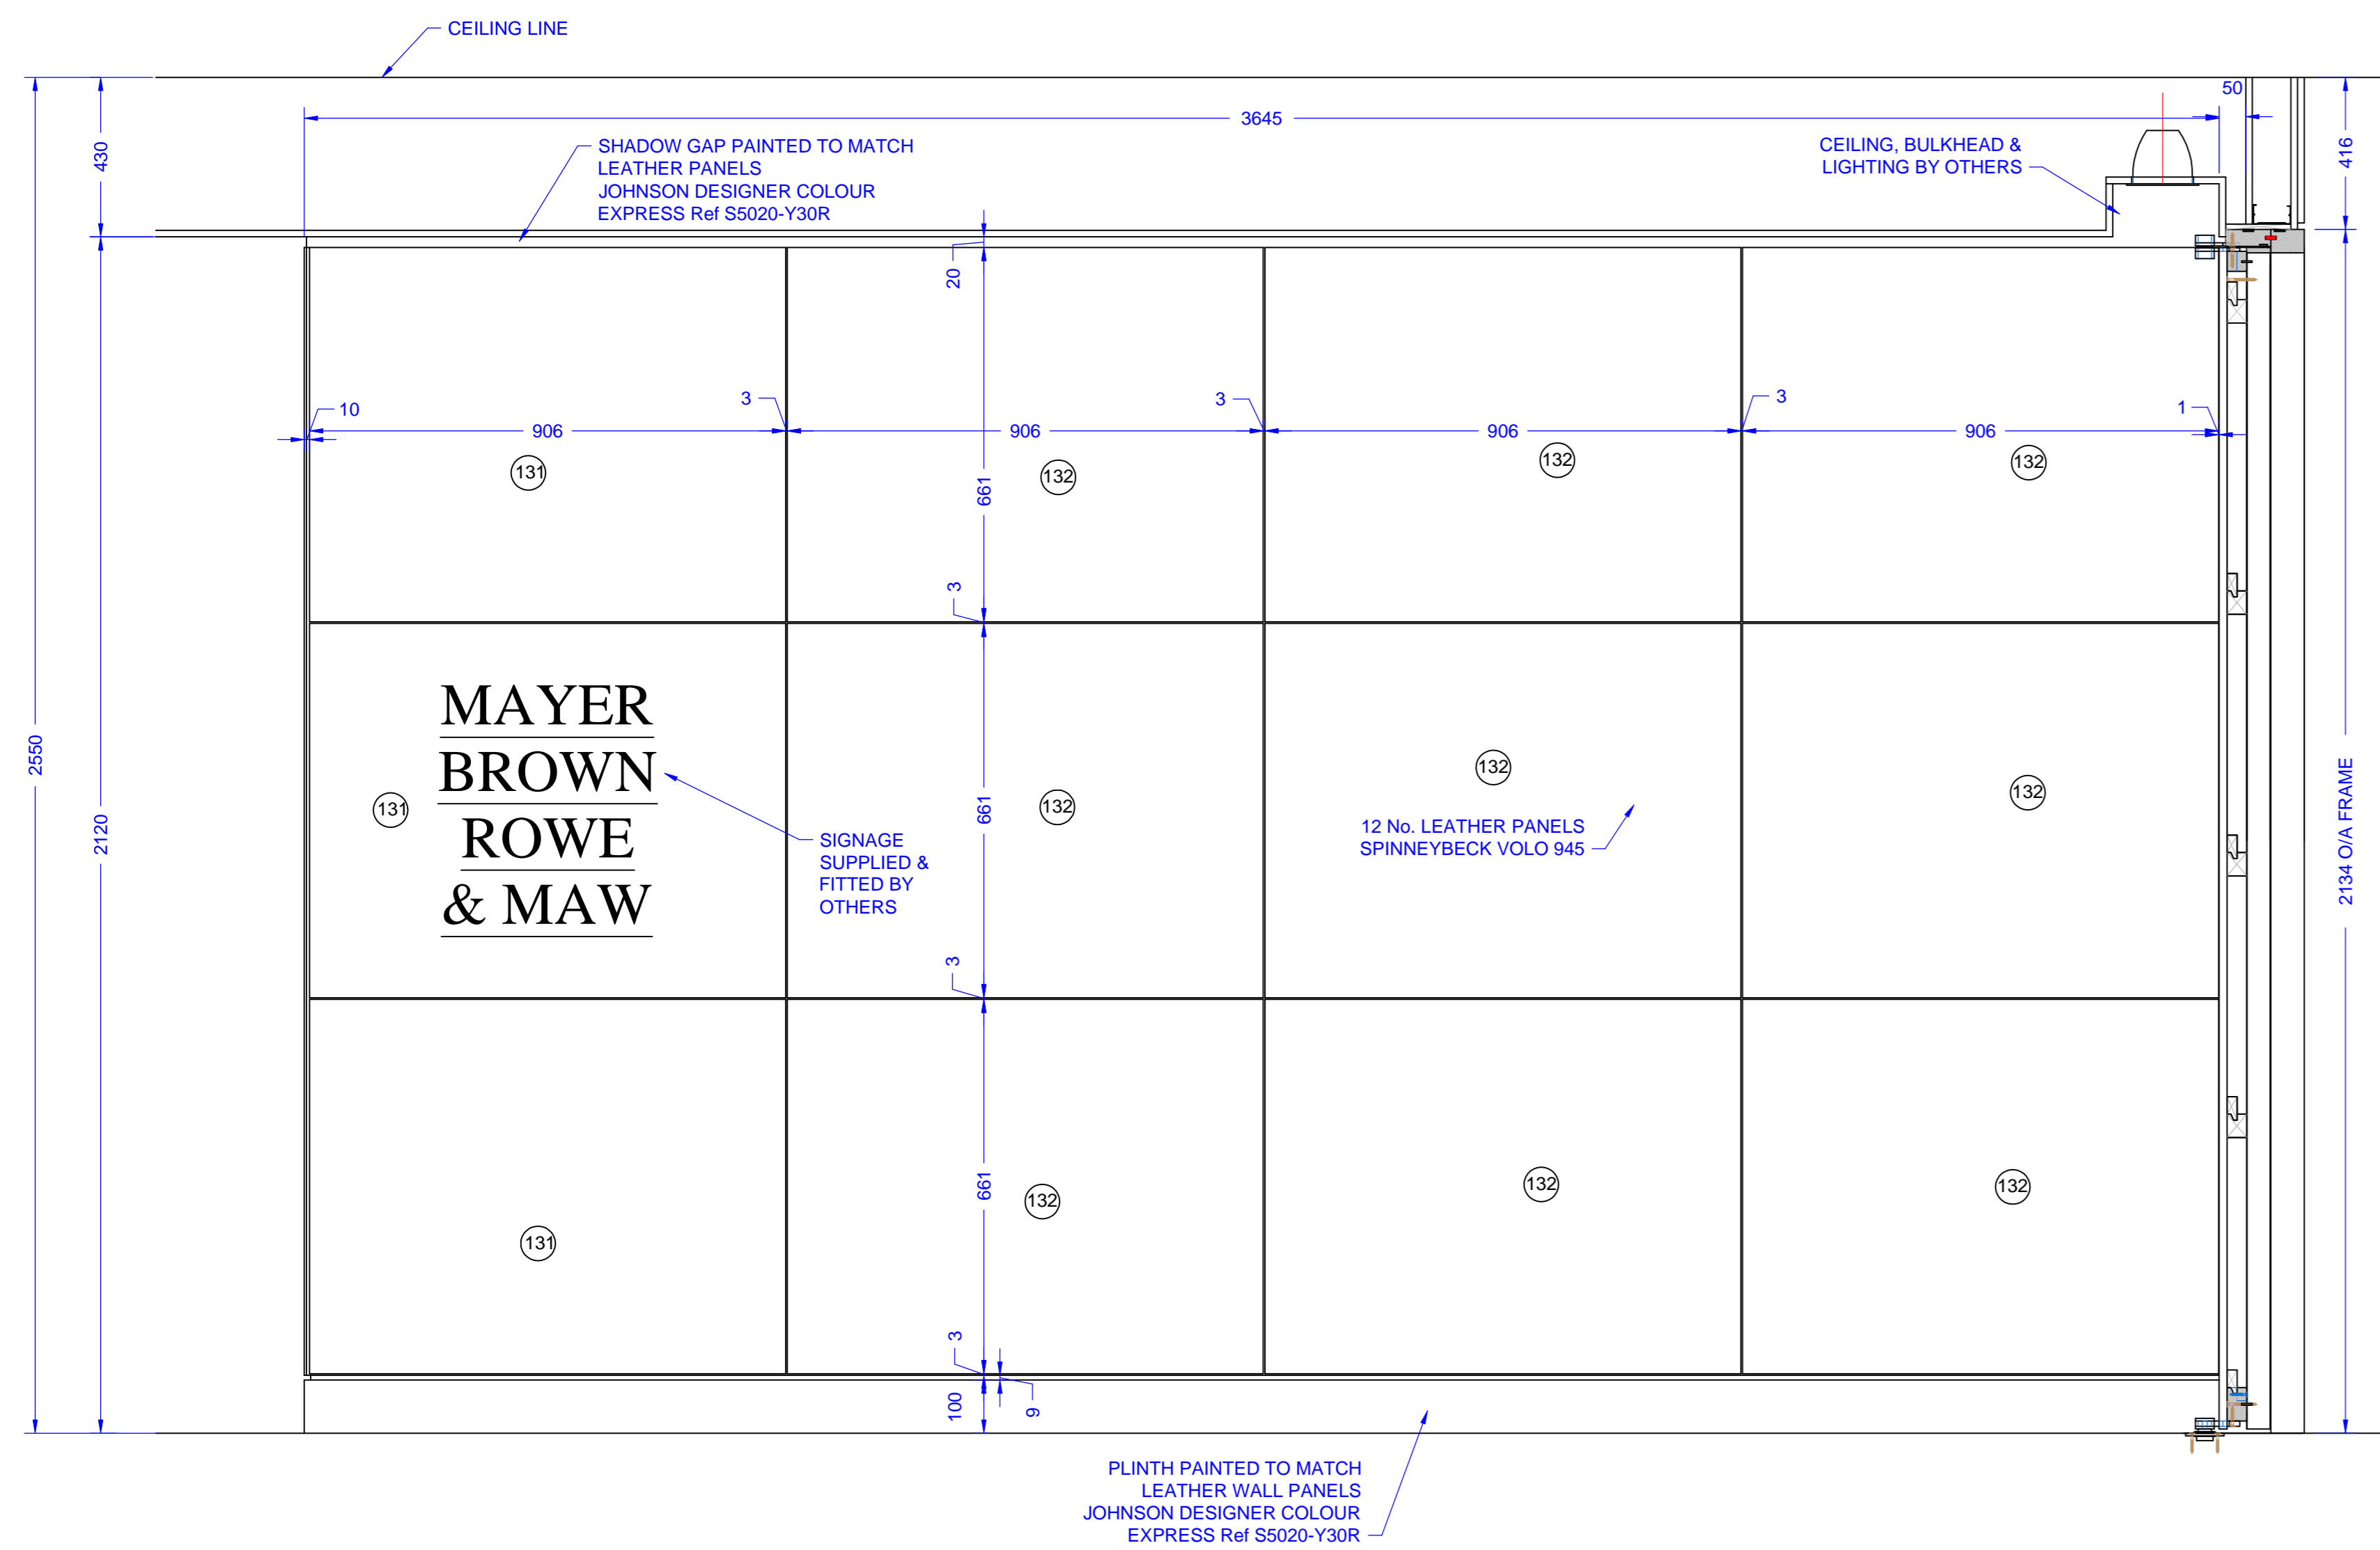 CEILING LINE
50
3645
430
416
SHADOW GAP PAINTED TO MATCH
LEATHER PANELS
JOHNSON DESIGNER COLOUR
EXPRESS Ref S5020-Y30R
CEILING, BULKHEAD &
LIGHTING BY OTHERS
20
10
3
3
3
1
906
906
906
906
131
132
132
132
661
3
MAYER
BROWN
ROWE
& MAW
131
132
132
132
661
2550
2120
2134 O/A FRAME
SIGNAGE
SUPPLIED &
FITTED BY
OTHERS
12 No. LEATHER PANELS
SPINNEYBECK VOLO 945
3
661
131
132
132
132
3
100
9
PLINTH PAINTED TO MATCH
LEATHER WALL PANELS
JOHNSON DESIGNER COLOUR
EXPRESS Ref S5020-Y30R